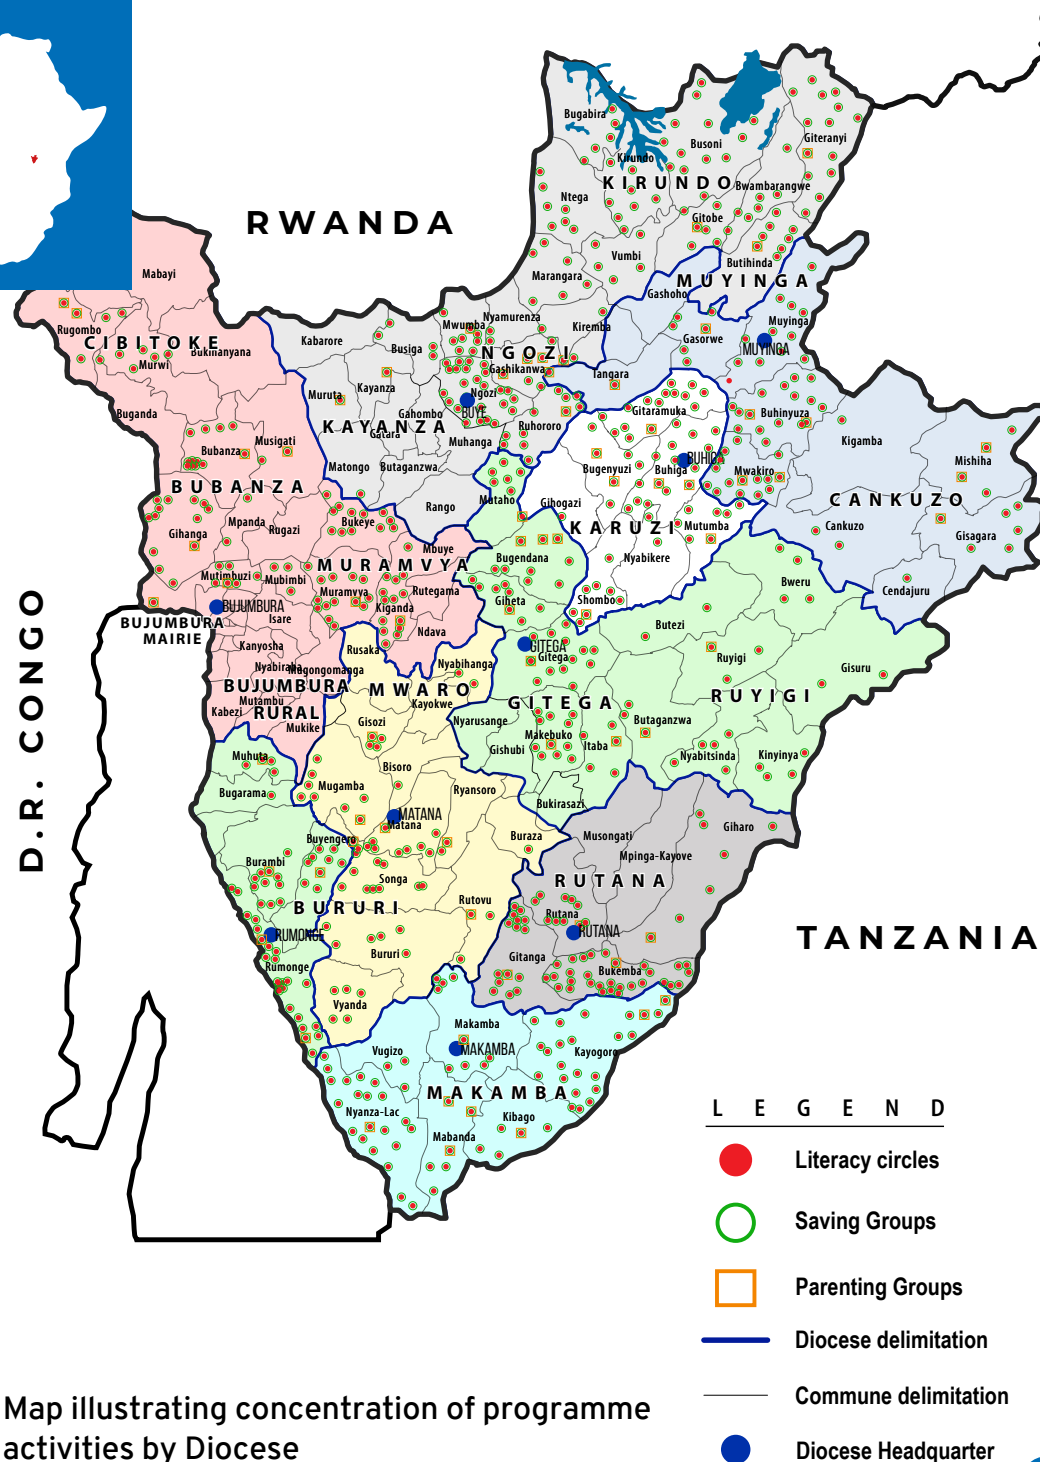 RWANDA
Bugabira
Busoni
Giteranyi
Kirundo
KIRUNDO
Bwambarangwe
Ntega
Gitobe
Vumbi
Butihinda
Marangara
MUYINGA
Gashoho
Mabayi
Rugombo
CIBITOKE
Bukinanyana
Murwi
Kabarore
Busiga
Mwumba
Nyamurenza
Kiremba
NGOZI
Gashikanwa
Gasorwe
Muyinga
MUYINGA
Tangara
Kayanza
Muruta
Ngozi
BUYE
Gahombo
KAYANZA
Gatara
Ruhororo
Muhanga
Gitaramuka
Buhinyuza
Buganda
Musigati
Bubanza
BUBANZA
Matongo
Butaganzwa
Kigamba
Mishiha
BUHIGA
Bugenyuzi
Buhiga
Mwakiro
CANKUZO
Mutaho
Gihogazi
Rango
Bukeye
Mpanda
Rugazi
Gihanga
KARUZI
Mutumba
Cankuzo
Gisagara
Mbuye
Bugendana
Nyabikere
MURAMVYA
Mutimbuzi
Mubimbi
Muramvya
Rutegama
Bweru
Cendajuru
Kiganda
Giheta
Shombo
BUJUMBURA
BUJUMBURA
MAIRIE
Isare
Ndava
Butezi
Kanyosha
Rusaka
GITEGA
Gitega
Ruyigi
Gisuru
Nyabihanga
BUJUMBURA
RURAL
MWARO
Kayokwe
GITEGA
RUYIGI
Mutambu
Kabezi
Mukike
Gisozi
Nyarusange
Makebuko
Butaganzwa
Itaba
Gishubi
Nyabitsinda
Kinyinya
Muhuta
Bisoro
Bugarama
Mugamba
Ryansoro
Bukirasazi
MATANA
Matana
Buyengero
Buraza
Musongati
Giharo
Mpinga-Kayove
Burambi
Songa
RUTANA
BURURI
Rutovu
Rutana
RUTANA
RUMONGE
Bururi
Gitanga
Bukemba
Rumonge
Vyanda
TANZANIA
D.R. CONGO
Makamba
Vugizo
MAKAMBA
Kayogoro
MAKAMBA
Nyanza-Lac
Kibago
Mabanda
LEGEND
Literacy circles
Saving Groups
Parenting Groups
Diocese delimitation
Commune delimitation
Diocese Headquarter
Map illustrating concentration of programme
activities by Diocese